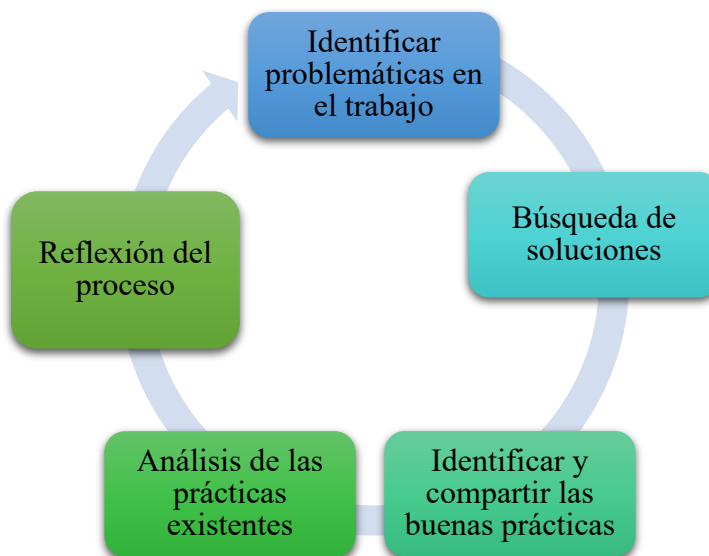 Identificar
problemáticas en
el trabajo
Búsqueda de
soluciones
Identificar y
compartir las
buenas prácticas
Análisis de las
prácticas
existentes
Reflexión del
proceso